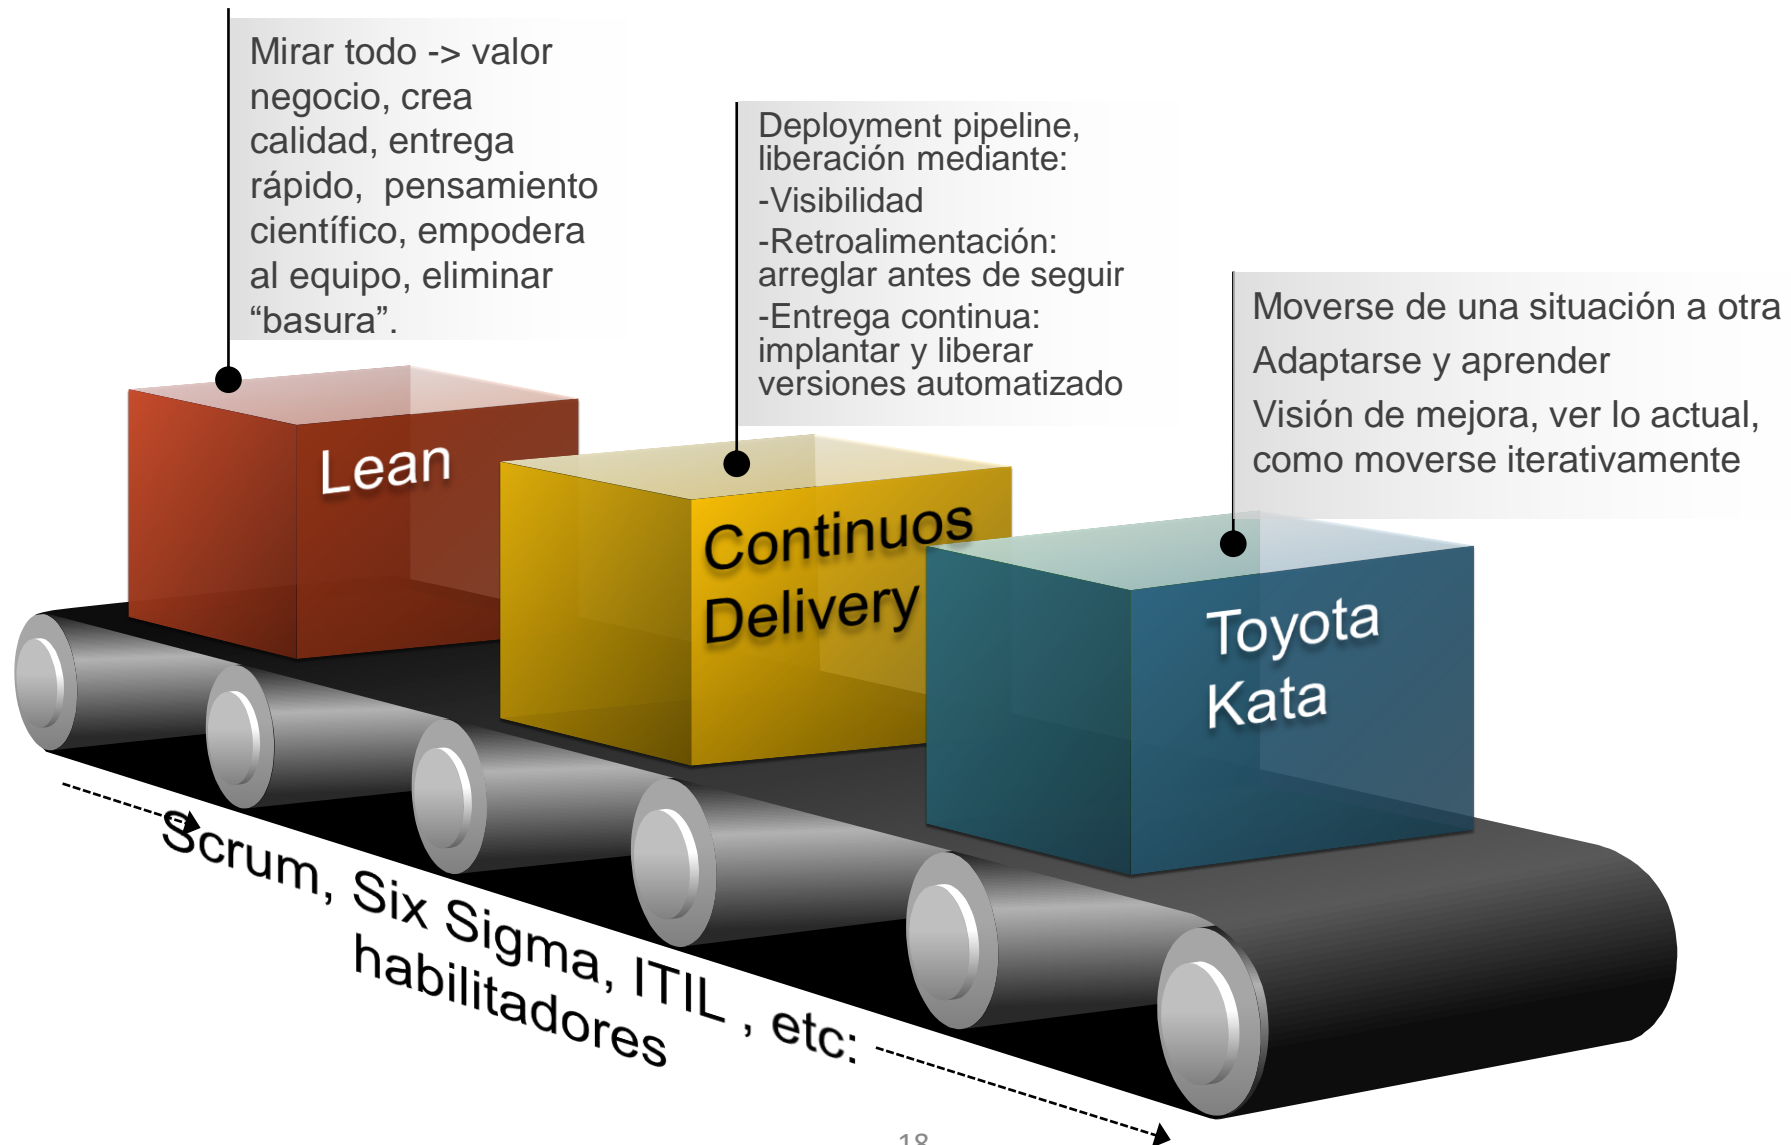 Mirar todo -> valor
negocio, crea
calidad, entrega
rápido, pensamiento
científico, empodera
al equipo, eliminar
“basura”.
Deployment pipeline,
liberación mediante:
-Visibilidad
-Retroalimentación:
arreglar antes de seguir
-Entrega continua:
implantar y liberar
versiones automatizado
Moverse de una situación a otra
Adaptarse y aprender
Visión de mejora, ver lo actual,
como moverse iterativamente
Lean
Continuos
Delivery
Toyota
Kata
Scrum, Six Sigma, ITIL , etc:
habilitadores
18